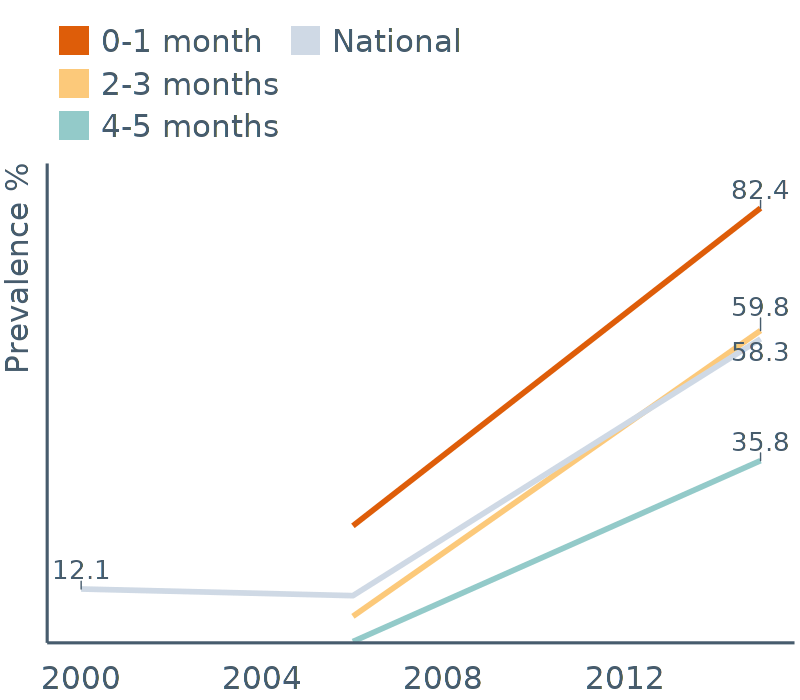 0-1 month
National
2-3 months
4-5 months
Prevalence %
82.4
59.8
58.3
35.8
12.1
2000 2004 2008 2012